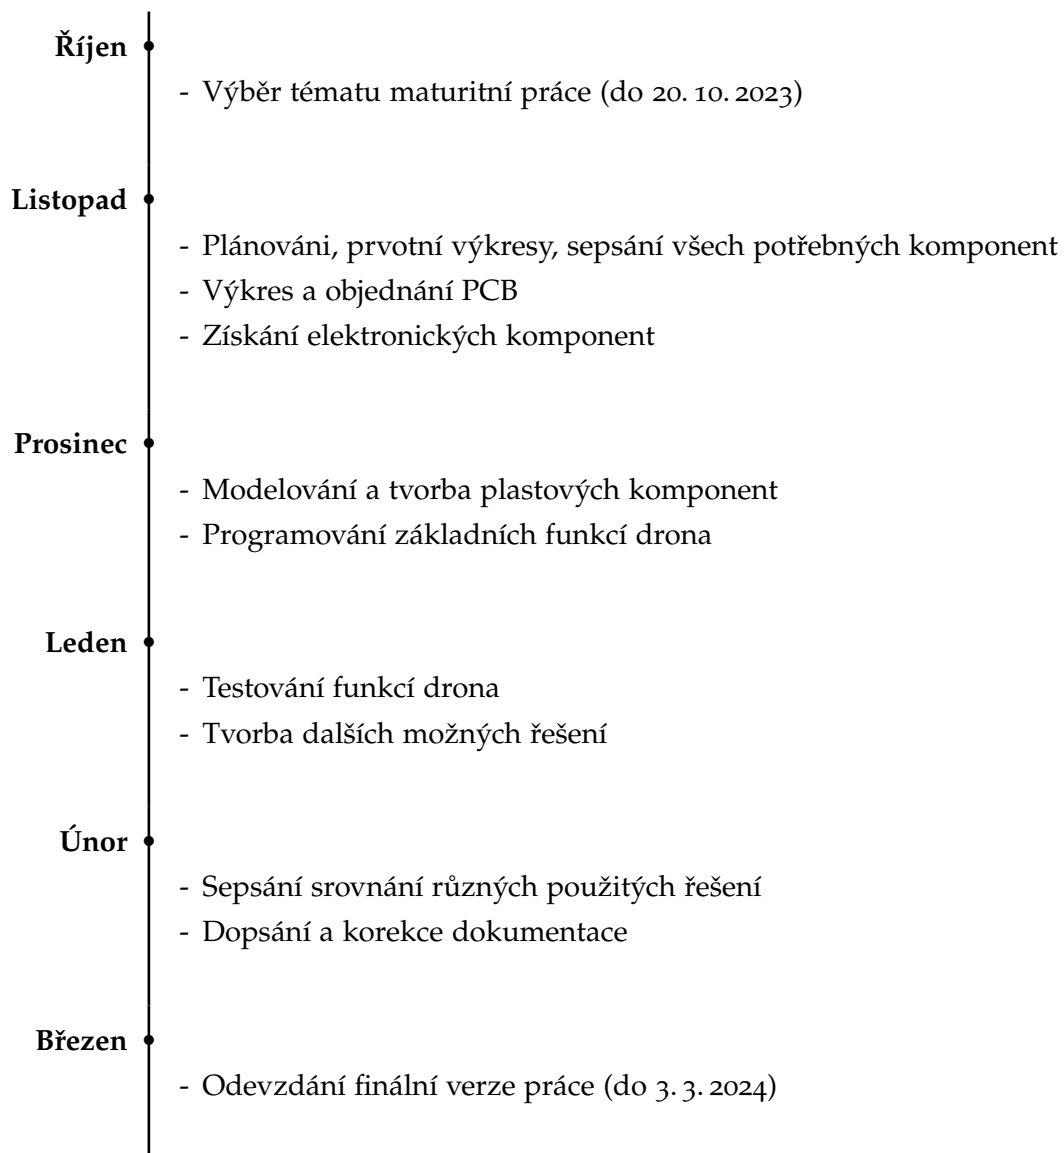 Říjen
- Výběr tématu maturitní práce (do 20. 10. 2023)
Listopad
- Plánováni, prvotní výkresy, sepsání všech potřebných komponent
- Výkres a objednání PCB
- Získání elektronických komponent
Prosinec
- Modelování a tvorba plastových komponent
- Programování základních funkcí drona
Leden
- Testování funkcí drona
- Tvorba dalších možných řešení
Únor
- Sepsání srovnání různých použitých řešení
- Dopsání a korekce dokumentace
Březen
- Odevzdání finální verze práce (do 3. 3. 2024)